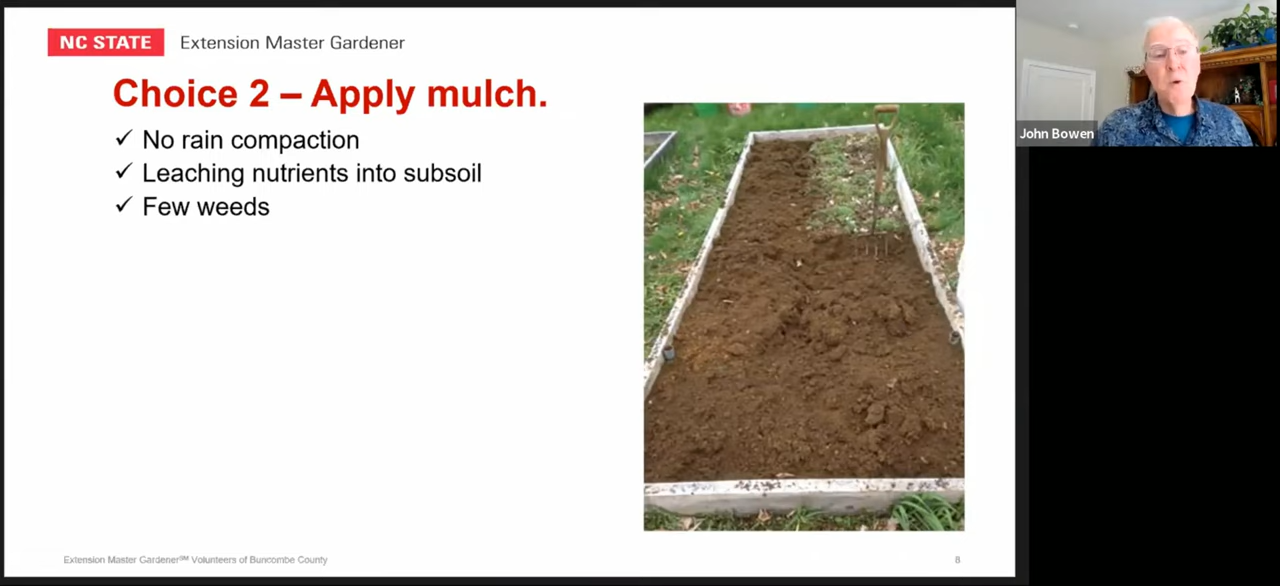 NC STATE Extension Master Gardener
Choice 2 – Apply mulch.
✓ No rain compaction
✓ Leaching nutrients into subsoil
✓ Few weeds
John Bowen
Extension Master Gardener℠ Volunteers of Buncombe County
8